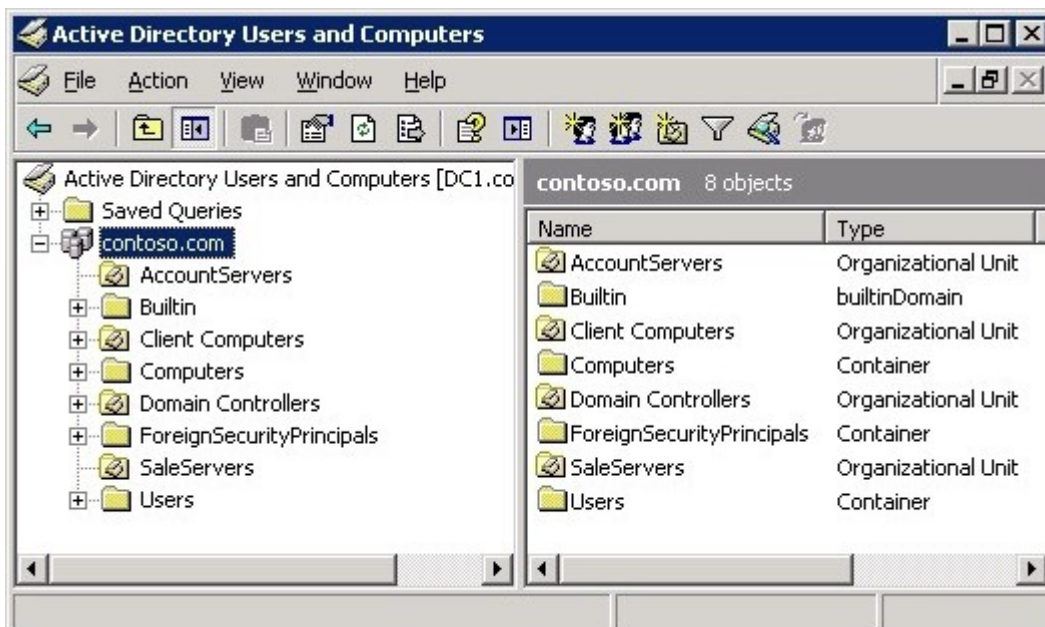 Active Directory Users and Computers
File Action View Window Help
Active Directory Users and Computers [DC1.co
Saved Queries
contoso.com
AccountServers
Builtin
Client Computers
Computers
Domain Controllers
ForeignSecurityPrincipals
SaleServers
Users
contoso.com 8 objects
Name Type
AccountServers Organizational Unit
Builtin builtinDomain
Client Computers Organizational Unit
Computers Container
Domain Controllers Organizational Unit
ForeignSecurityPrincipals Container
SaleServers Organizational Unit
Users Container